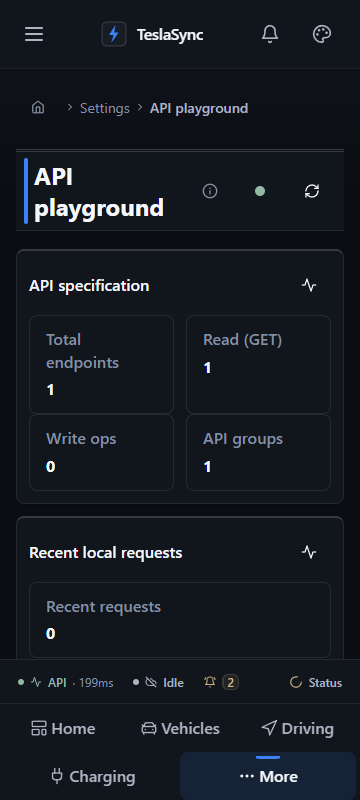 TeslaSync
Settings
API playground
API
playground
API specification
Total
endpoints
1
Read (GET)
1
Write ops
0
API groups
1
Recent local requests
Recent requests
0
API · 199ms
Idle
2
Status
Home
Vehicles
Driving
Charging
More